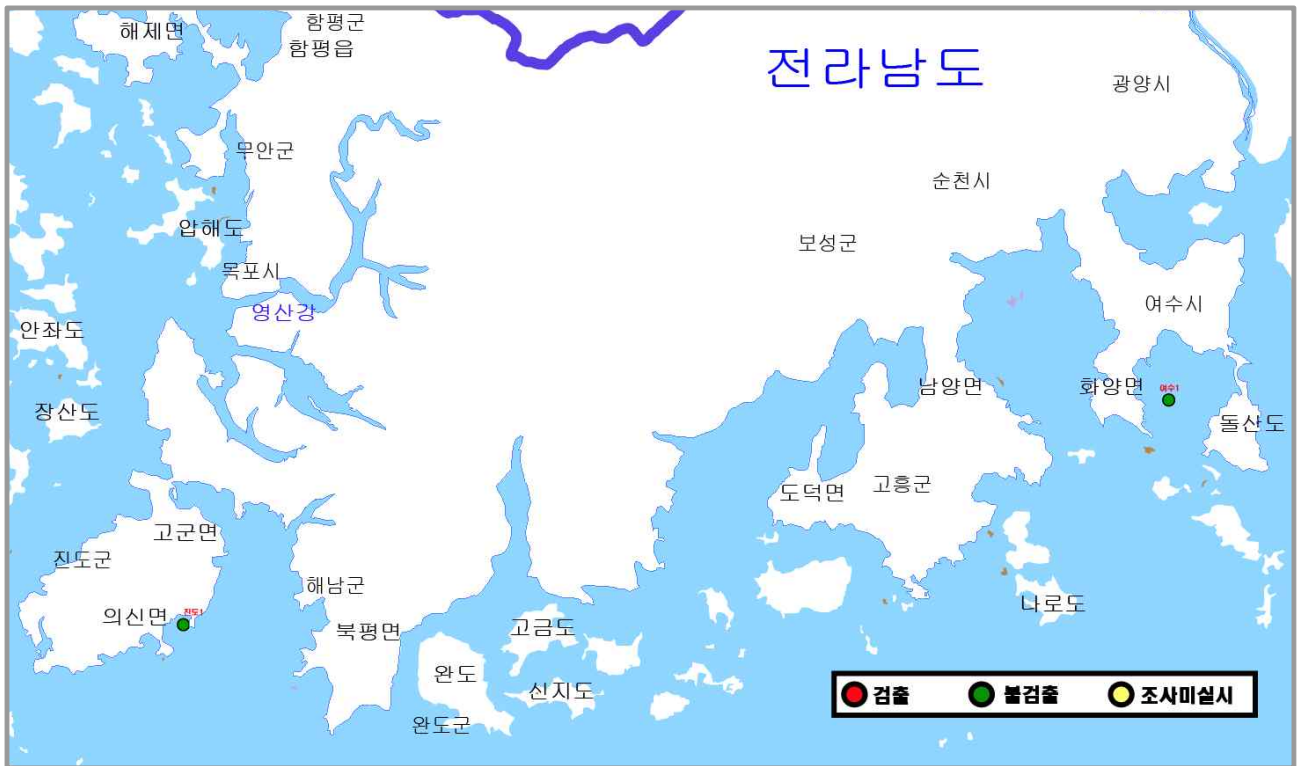 해제면
함평군
함평읍
전라남도
광양시
무안군
순천시
압해도
보성군
목포시
영산강
여수시
안좌도
남양면
화양면
여수1
장산도
돌산도
도덕면
고흥군
고군면
진도군
해남군
의신면
진도1
나로도
북평면
고금도
완도
신지도
완도군
검출 불검출 조사미실시